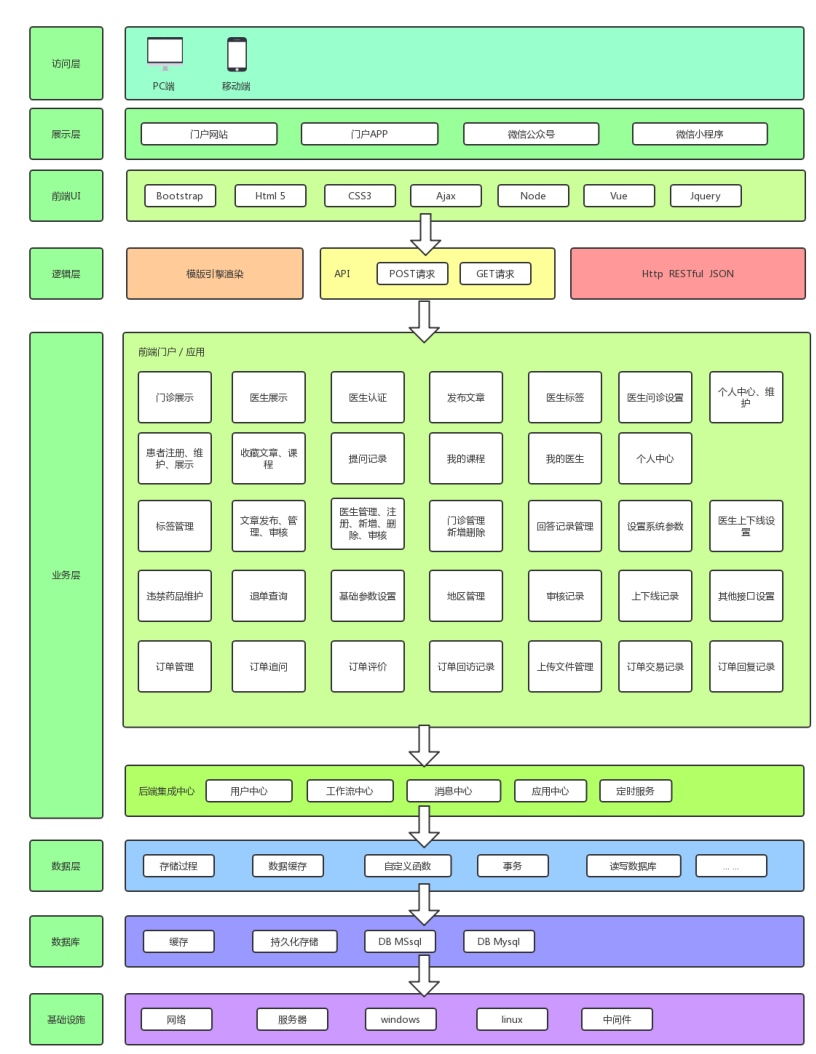 访问层
PC端
移动端
展示层
门户网站
门户APP
微信公众号
微信小程序
前端UI
Bootstrap
Html 5
CSS3
Ajax
Node
Vue
Jquery
逻辑层
模版引擎渲染
API
POST请求
GET请求
Http RESTful JSON
业务层
前端门户 / 应用
门诊展示
医生展示
医生认证
发布文章
医生标签
医生问诊设置
个人中心、维
护
患者注册、维
护、展示
收藏文章、课
程
提问记录
我的课程
我的医生
个人中心
标签管理
文章发布、管
理、审核
医生管理、注
册、新增、删
除、审核
门诊管理
新增删除
回答记录管理
设置系统参数
医生上下线设
置
违禁药品维护
退单查询
基础参数设置
地区管理
审核记录
上下线记录
其他接口设置
订单管理
订单追问
订单评价
订单回访记录
上传文件管理
订单交易记录
订单回复记录
后端集成中心
用户中心
工作流中心
消息中心
应用中心
定时服务
数据层
存储过程
数据缓存
自定义函数
事务
读写数据库
... ...
数据库
缓存
持久化存储
DB MSsql
DB Mysql
基础设施
网络
服务器
windows
linux
中间件